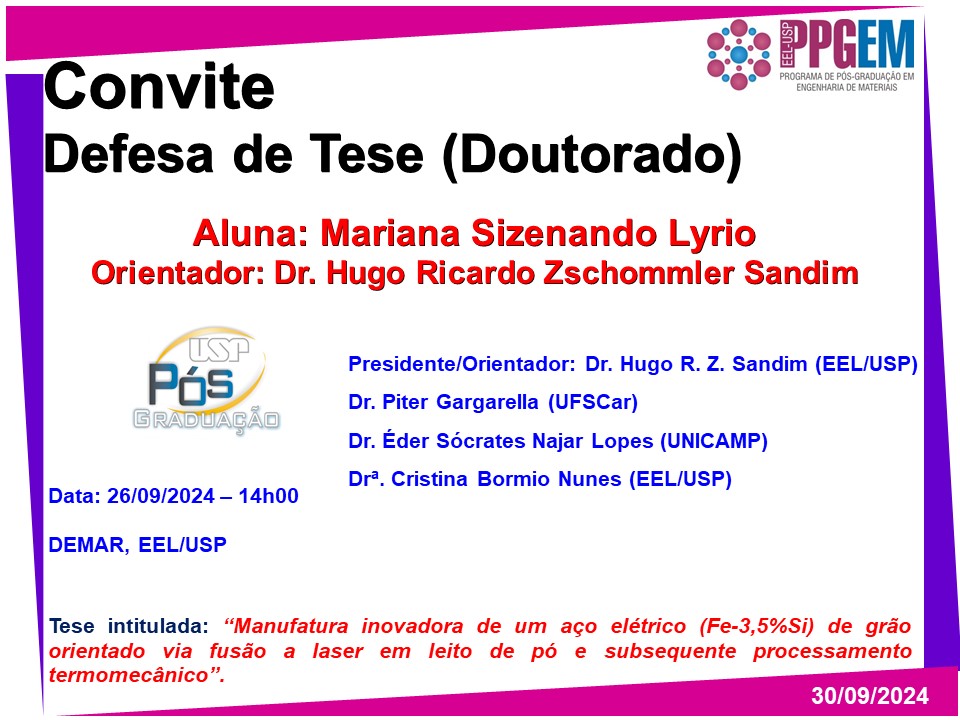 EEL-USP
PPGEM
PROGRAMA DE PÓS-GRADUAÇÃO EM
ENGENHARIA DE MATERIAIS
Convite
Defesa de Tese (Doutorado)
Aluna: Mariana Sizenando Lyrio
Orientador: Dr. Hugo Ricardo Zschommler Sandim
USP
Pós
GRADUAÇÃO
Presidente/Orientador: Dr. Hugo R. Z. Sandim (EEL/USP)
Dr. Piter Gargarella (UFSCar)
Dr. Éder Sócrates Najar Lopes (UNICAMP)
Drª. Cristina Bormio Nunes (EEL/USP)
Data: 26/09/2024 – 14h00
DEMAR, EEL/USP
Tese intitulada: “Manufatura inovadora de um aço elétrico (Fe-3,5%Si) de grão
orientado via fusão a laser em leito de pó e subsequente processamento
termomecânico”.
30/09/2024